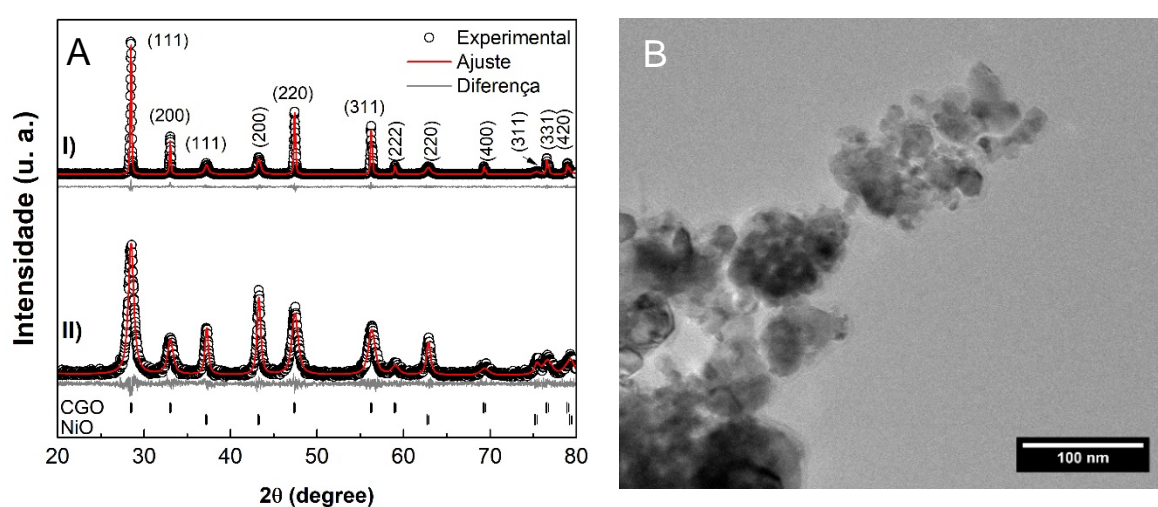 A
B
Experimental
Ajuste
Diferença
(111)
(200)
(111)
(200)
(220)
(311)
(222)
(220)
(400)
(311)
(331)
(420)
I)
II)
CGO
NiO
20 30 40 50 60 70 80
2θ (degree)
Intensidade (u. a.)
100 nm